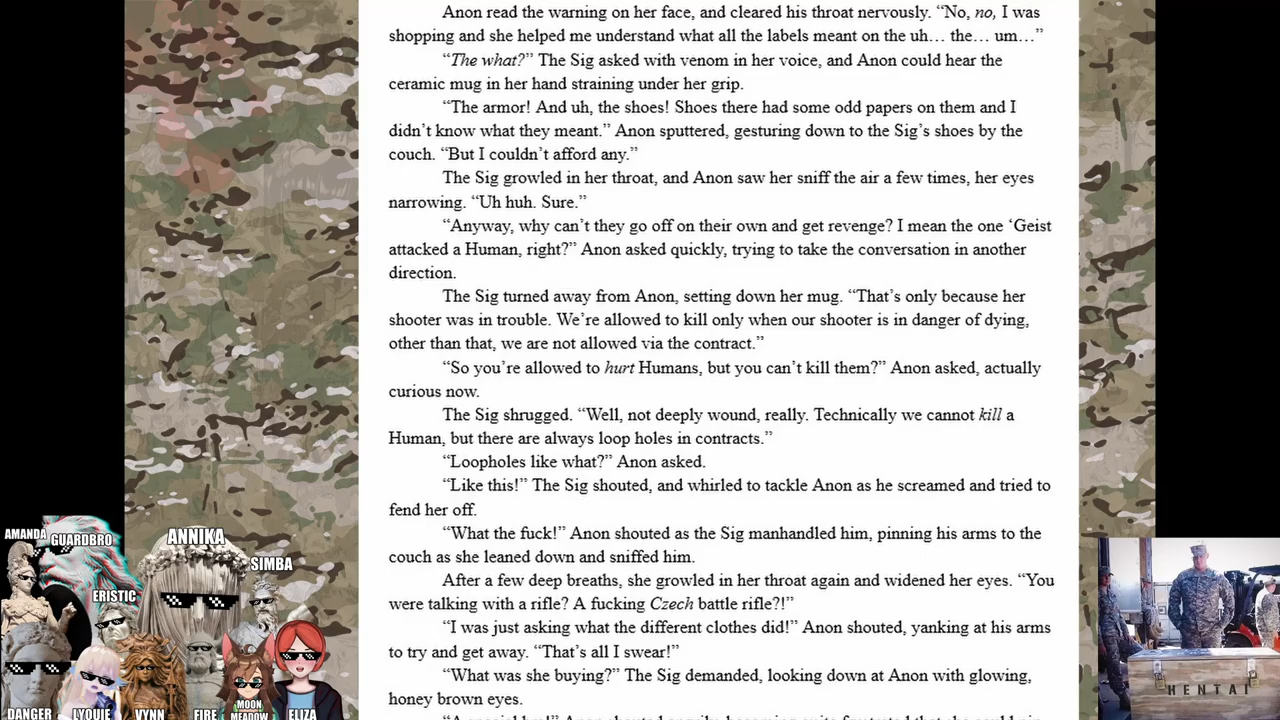 Anon read the warning on her face, and cleared his throat nervously. “No, no, I was
shopping and she helped me understand what all the labels meant on the uh… the… um…”
“The what?” The Sig asked with venom in her voice, and Anon could hear the
ceramic mug in her hand straining under her grip.
“The armor! And uh, the shoes! Shoes there had some odd papers on them and I
didn’t know what they meant.” Anon sputtered, gesturing down to the Sig’s shoes by the
couch. “But I couldn’t afford any.”
The Sig growled in her throat, and Anon saw her sniff the air a few times, her eyes
narrowing. “Uh huh. Sure.”
“Anyway, why can’t they go off on their own and get revenge? I mean the one ‘Geist
attacked a Human, right?” Anon asked quickly, trying to take the conversation in another
direction.
The Sig turned away from Anon, setting down her mug. “That’s only because her
shooter was in trouble. We’re allowed to kill only when our shooter is in danger of dying,
other than that, we are not allowed via the contract.”
“So you’re allowed to hurt Humans, but you can’t kill them?” Anon asked, actually
curious now.
The Sig shrugged. “Well, not deeply wound, really. Technically we cannot kill a
Human, but there are always loop holes in contracts.”
“Loopholes like what?” Anon asked.
“Like this!” The Sig shouted, and whirled to tackle Anon as he screamed and tried to
fend her off.
“What the fuck!” Anon shouted as the Sig manhandled him, pinning his arms to the
couch as she leaned down and sniffed him.
After a few deep breaths, she growled in her throat again and widened her eyes. “You
were talking with a rifle? A fucking Czech battle rifle?!”
“I was just asking what the different clothes did!” Anon shouted, yanking at his arms
to try and get away. “That’s all I swear!”
“What was she buying?” The Sig demanded, looking down at Anon with glowing,
honey brown eyes.
AMANDA
GUARDBRO
ANNIKA
SIMBA
ERISTIC
DANGER
LYQUIE
VYNN
FIRE
MOON
MEADOW
ELIZA
HENTAI